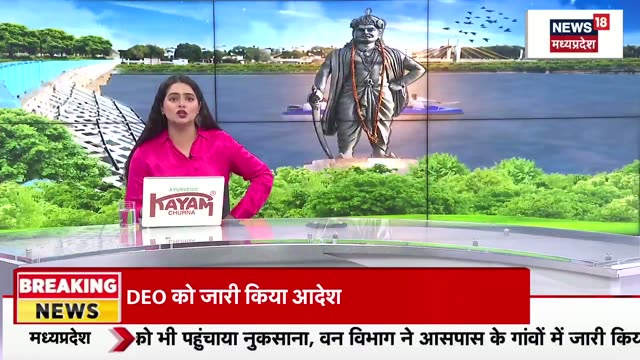 NEWS 18
मध्यप्रदेश
AYURVEDIC
KAYAM
CHURNA
BREAKING
NEWS
DEO को जारी किया आदेश
मध्यप्रदेश
को भी पहुंचाया नुकसाना, वन विभाग ने आसपास के गांवों में जारी किय